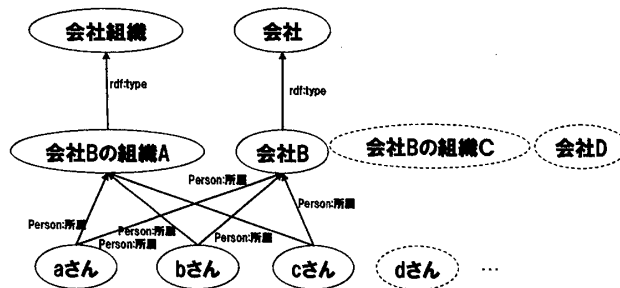 会社組織
会社
rdf:type
rdf:type
会社Bの組織A
会社B
会社Bの組織C
会社D
Person:所属
Person:所属
Person:所属
Person:所属
Person:所属
Person:所属
aさん
bさん
cさん
dさん
…